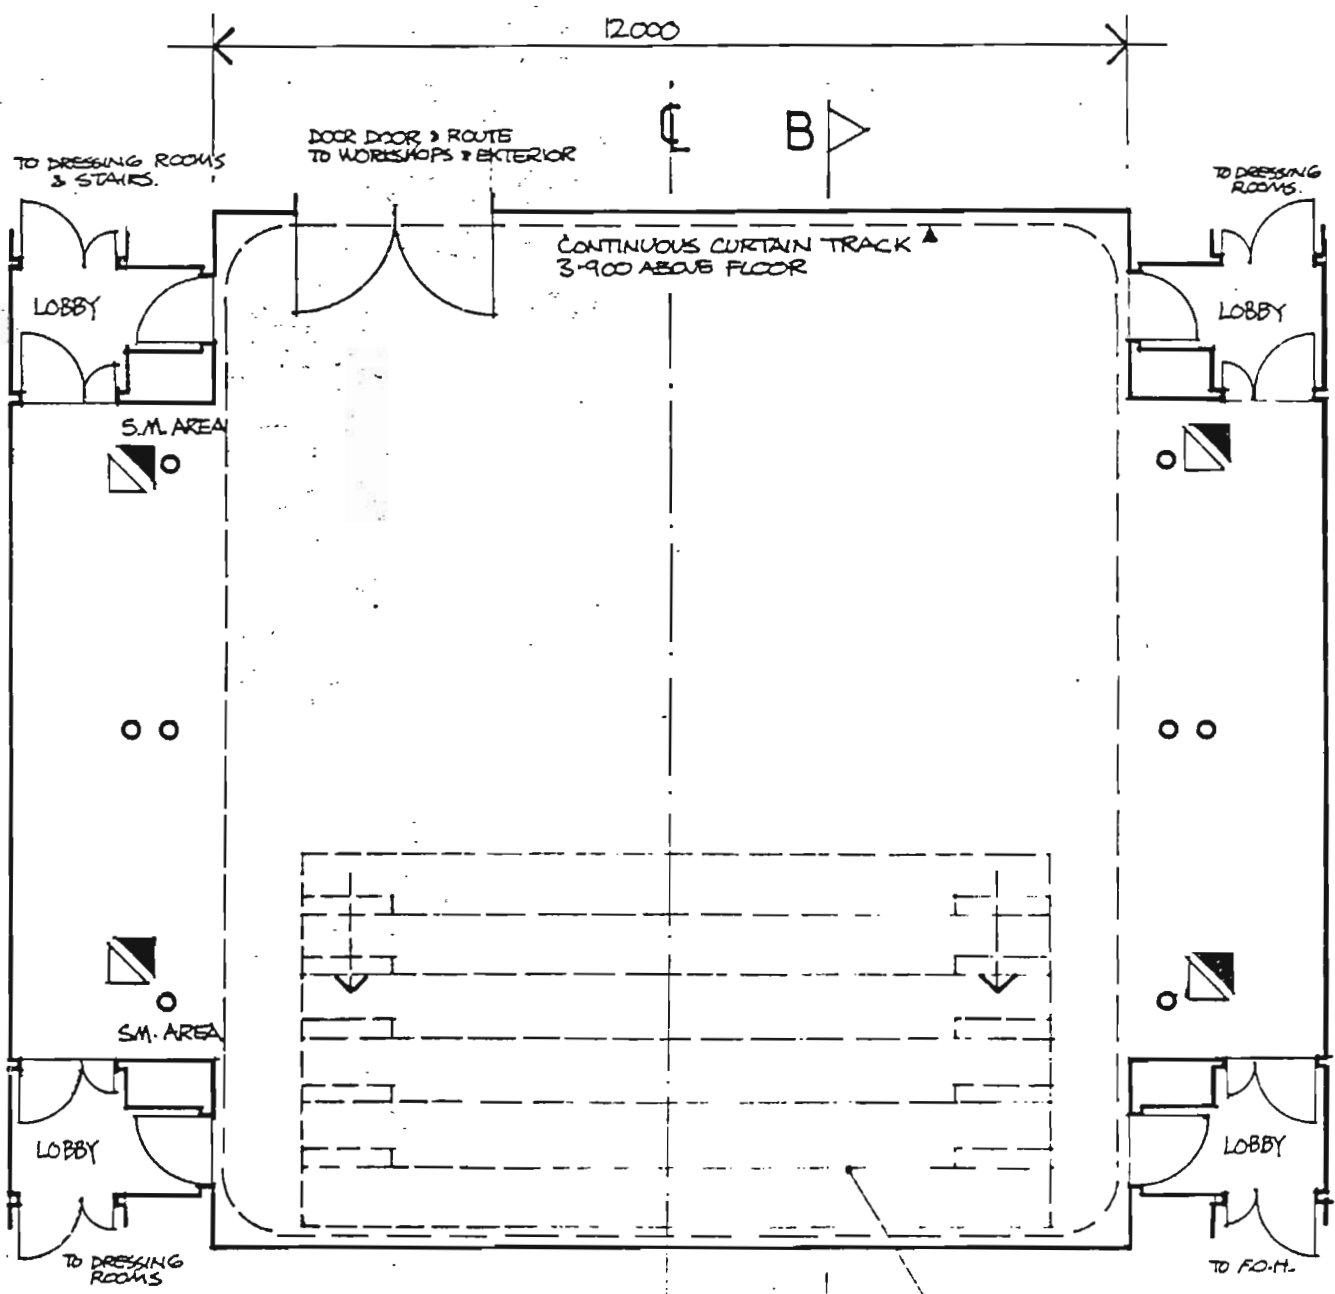 12000
℄ B
DOOR DOOR & ROUTE
TO WORKSHOPS & EXTERIOR
TO DRESSING ROOMS
& STAIRS.
TO DRESSING
ROOMS.
CONTINUOUS CURTAIN TRACK
3-900 ABOVE FLOOR
LOBBY
LOBBY
S.M. AREA
S.M. AREA
LOBBY
LOBBY
TO DRESSING
ROOMS
TO F.O.H.